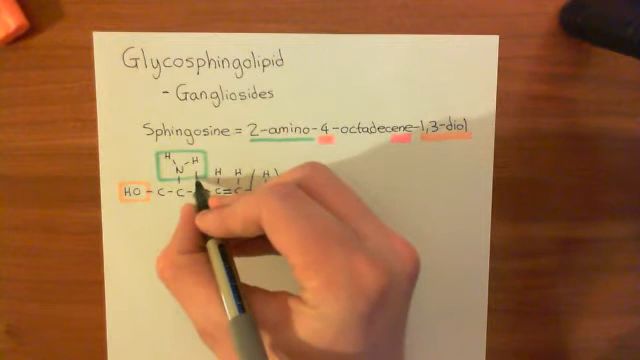 Glycosphingolipid
- Gangliosides
Sphingosine = 2-amino-4-octadecene-1,3-diol
H H H H H
N
HO-C-C- C=C